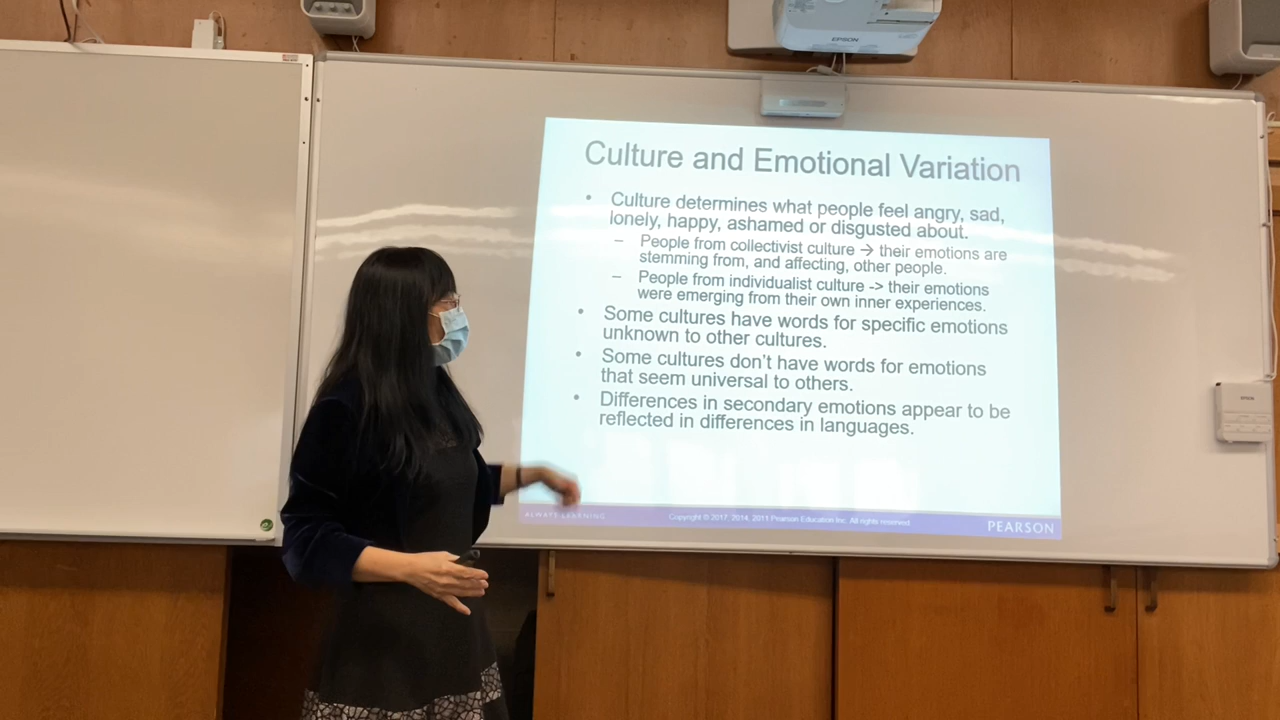 EPSON
Culture and Emotional Variation
• Culture determines what people feel angry, sad,
lonely, happy, ashamed or disgusted about.
– People from collectivist culture → their emotions are
stemming from, and affecting, other people.
– People from individualist culture -> their emotions
were emerging from their own inner experiences.
• Some cultures have words for specific emotions
unknown to other cultures.
• Some cultures don't have words for emotions
that seem universal to others.
• Differences in secondary emotions appear to be
reflected in differences in languages.
EPSON
ALWAYS LEARNING
Copyright © 2017, 2014, 2011 Pearson Education Inc. All rights reserved
PEARSON